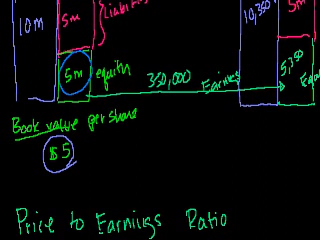 10m 5m } liabilities 10,350 5m
5m equity 350,000 Earnings 5,350
Book value per share
$5
Price to Earnings Ratio